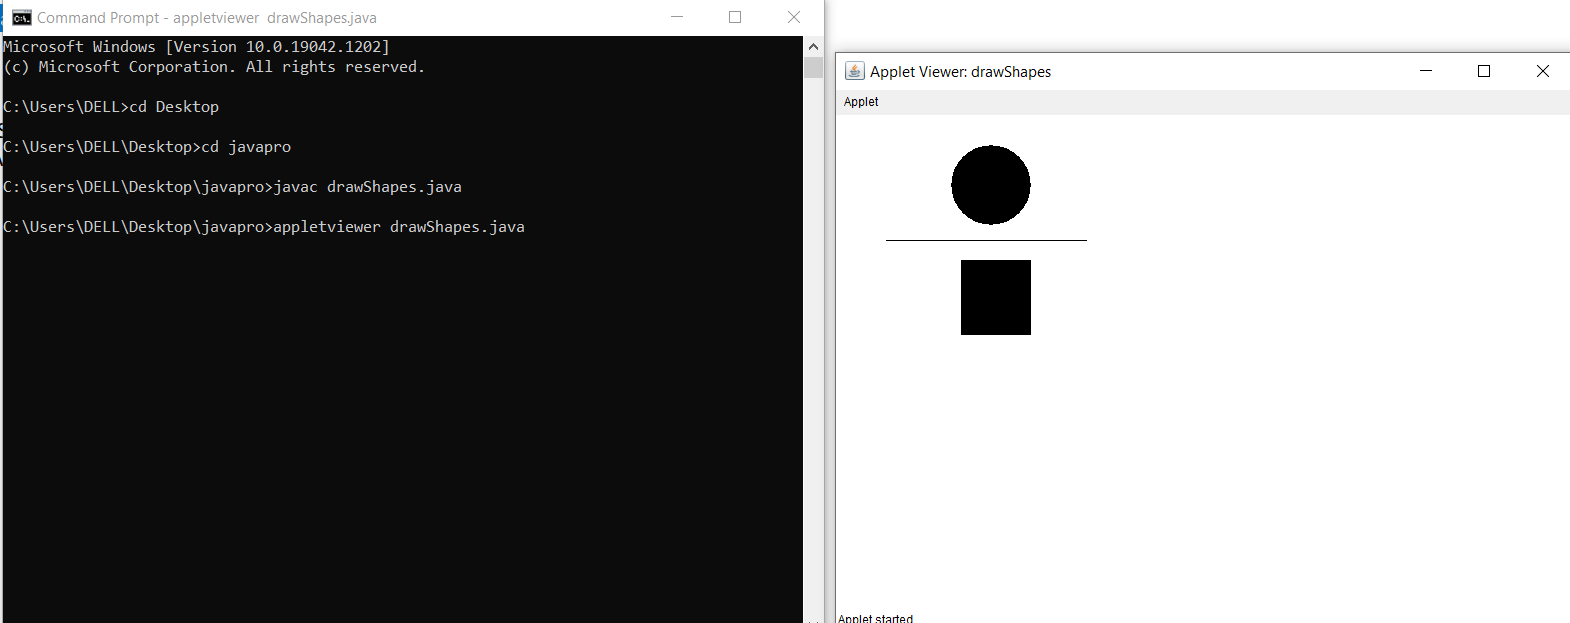 Command Prompt - appletviewer  drawShapes.java
Microsoft Windows [Version 10.0.19042.1202]
(c) Microsoft Corporation. All rights reserved.
C:\Users\DELL>cd Desktop
C:\Users\DELL\Desktop>cd javapro
C:\Users\DELL\Desktop\javapro>javac drawShapes.java
C:\Users\DELL\Desktop\javapro>appletviewer drawShapes.java
Applet Viewer: drawShapes
Applet
Applet started